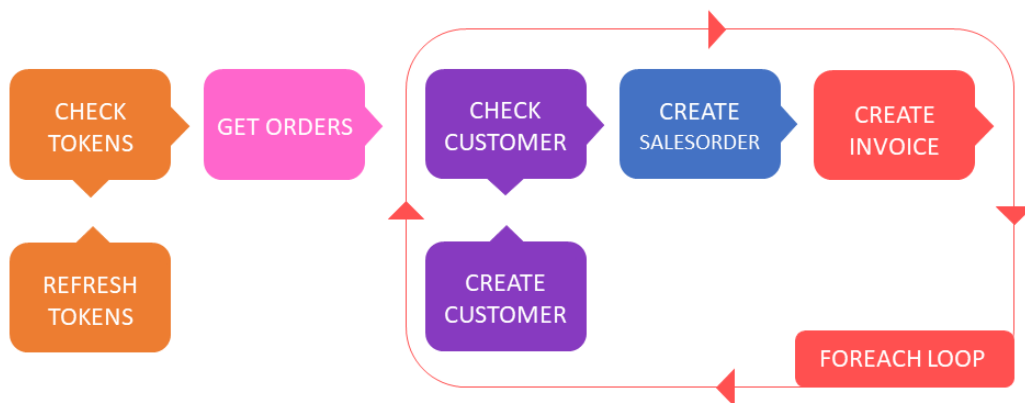 CHECK
TOKENS
GET ORDERS
CHECK
CUSTOMER
CREATE
SALESORDER
CREATE
INVOICE
REFRESH
TOKENS
CREATE
CUSTOMER
FOREACH LOOP